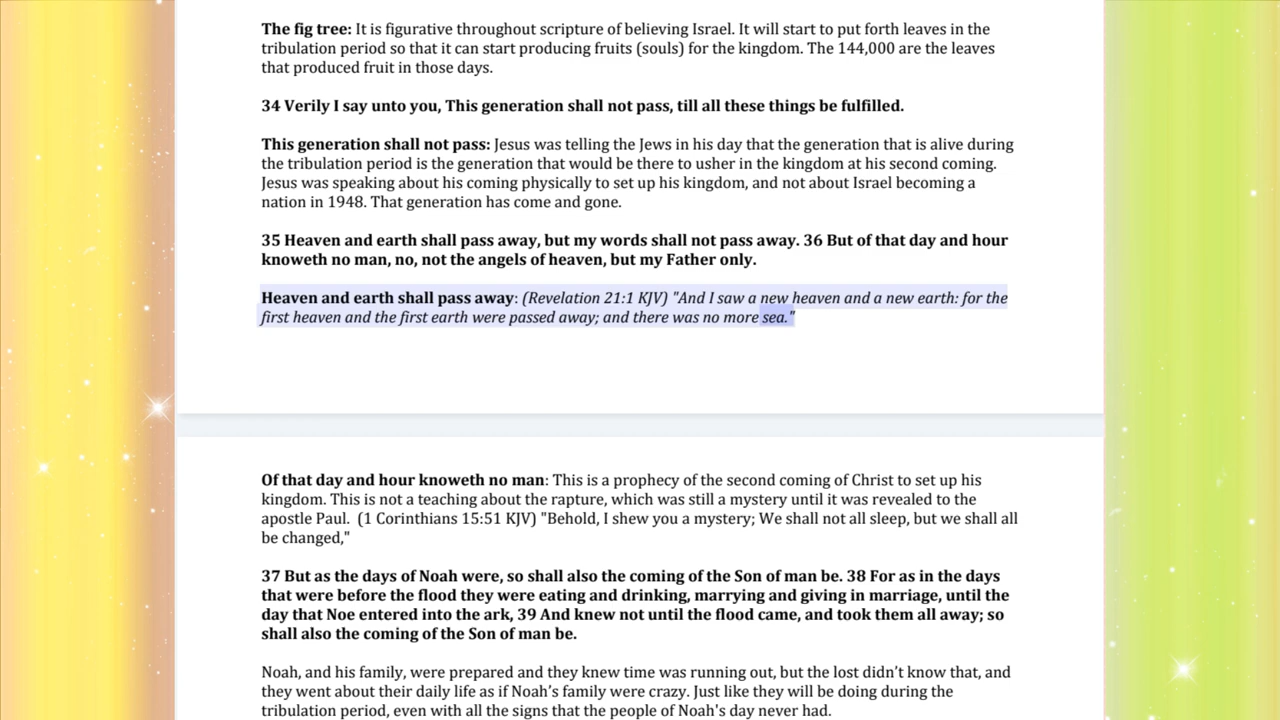 The fig tree: It is figurative throughout scripture of believing Israel. It will start to put forth leaves in the
tribulation period so that it can start producing fruits (souls) for the kingdom. The 144,000 are the leaves
that produced fruit in those days.
34 Verily I say unto you, This generation shall not pass, till all these things be fulfilled.
This generation shall not pass: Jesus was telling the Jews in his day that the generation that is alive during
the tribulation period is the generation that would be there to usher in the kingdom at his second coming.
Jesus was speaking about his coming physically to set up his kingdom, and not about Israel becoming a
nation in 1948. That generation has come and gone.
35 Heaven and earth shall pass away, but my words shall not pass away. 36 But of that day and hour
knoweth no man, no, not the angels of heaven, but my Father only.
Heaven and earth shall pass away: (Revelation 21:1 KJV) "And I saw a new heaven and a new earth: for the
first heaven and the first earth were passed away; and there was no more sea."
Of that day and hour knoweth no man: This is a prophecy of the second coming of Christ to set up his
kingdom. This is not a teaching about the rapture, which was still a mystery until it was revealed to the
apostle Paul.  (1 Corinthians 15:51 KJV) "Behold, I shew you a mystery; We shall not all sleep, but we shall all
be changed,"
37 But as the days of Noah were, so shall also the coming of the Son of man be. 38 For as in the days
that were before the flood they were eating and drinking, marrying and giving in marriage, until the
day that Noe entered into the ark, 39 And knew not until the flood came, and took them all away; so
shall also the coming of the Son of man be.
Noah, and his family, were prepared and they knew time was running out, but the lost didn’t know that, and
they went about their daily life as if Noah’s family were crazy. Just like they will be doing during the
tribulation period, even with all the signs that the people of Noah's day never had.